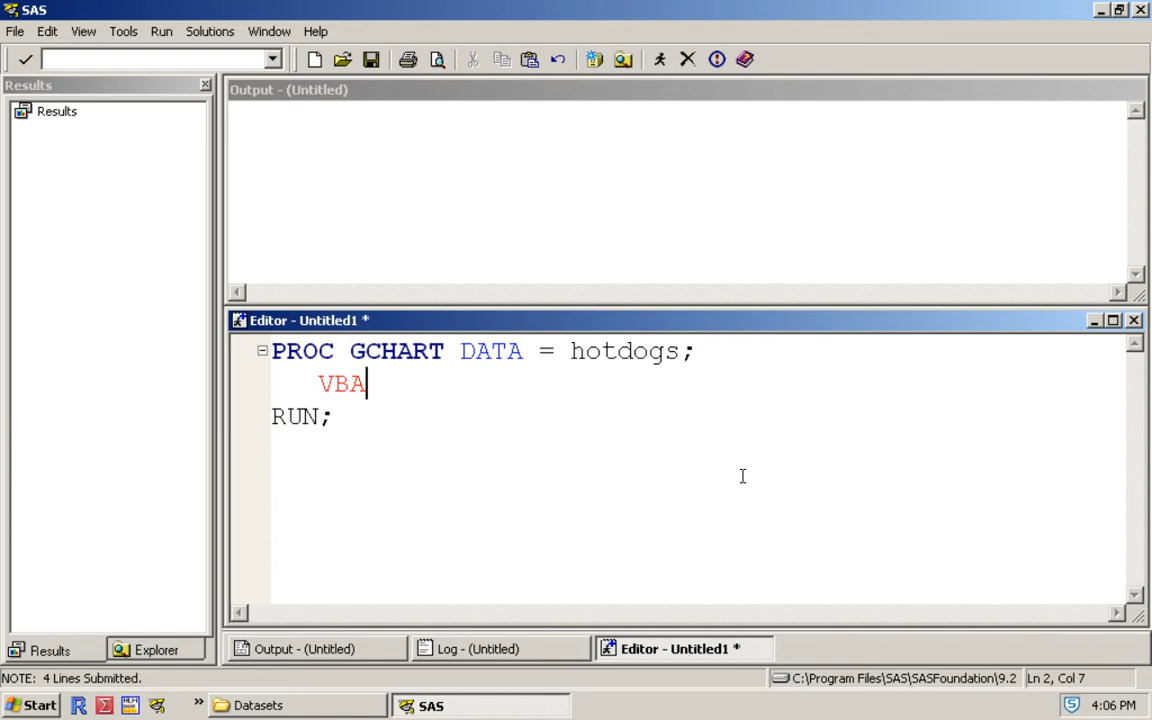 SAS
File Edit View Tools Run Solutions Window Help
Results
Results
Output - (Untitled)
Editor - Untitled1 *
PROC GCHART DATA = hotdogs;
VBA
RUN;
Results Explorer
Output - (Untitled) Log - (Untitled) Editor - Untitled1 *
NOTE: 4 Lines Submitted. C:\Program Files\SAS\SASFoundation\9.2 Ln 2, Col 7
Start R Σ HLM » Datasets SAS S 4:06 PM